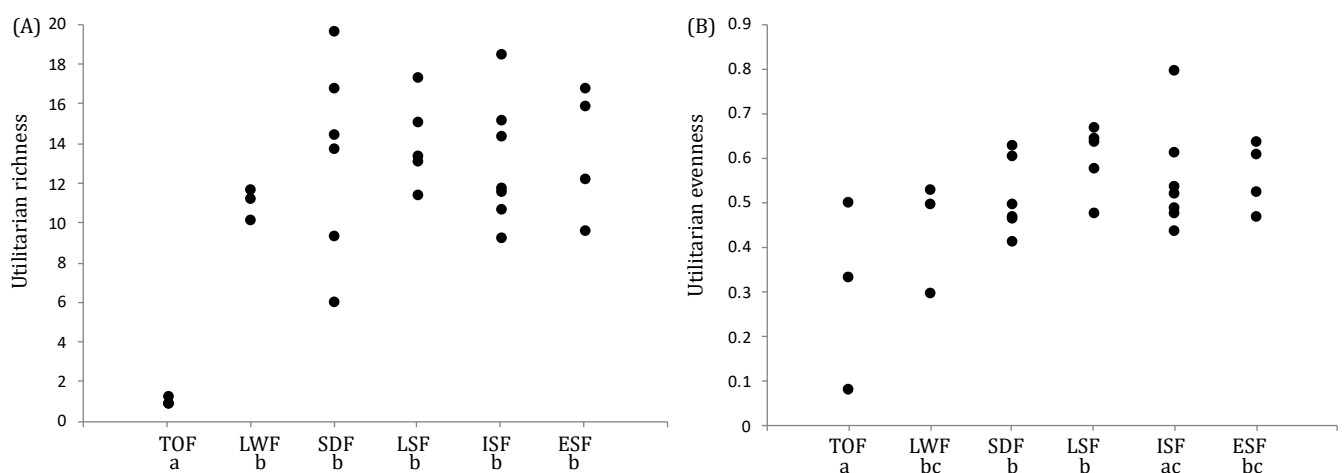 (A)
Utilitarian richness
20
18
16
14
12
10
8
6
4
2
0
TOF LWF SDF LSF ISF ESF
a b b b b b
(B)
Utilitarian evenness
0.9
0.8
0.7
0.6
0.5
0.4
0.3
0.2
0.1
0
TOF LWF SDF LSF ISF ESF
a bc b b ac bc